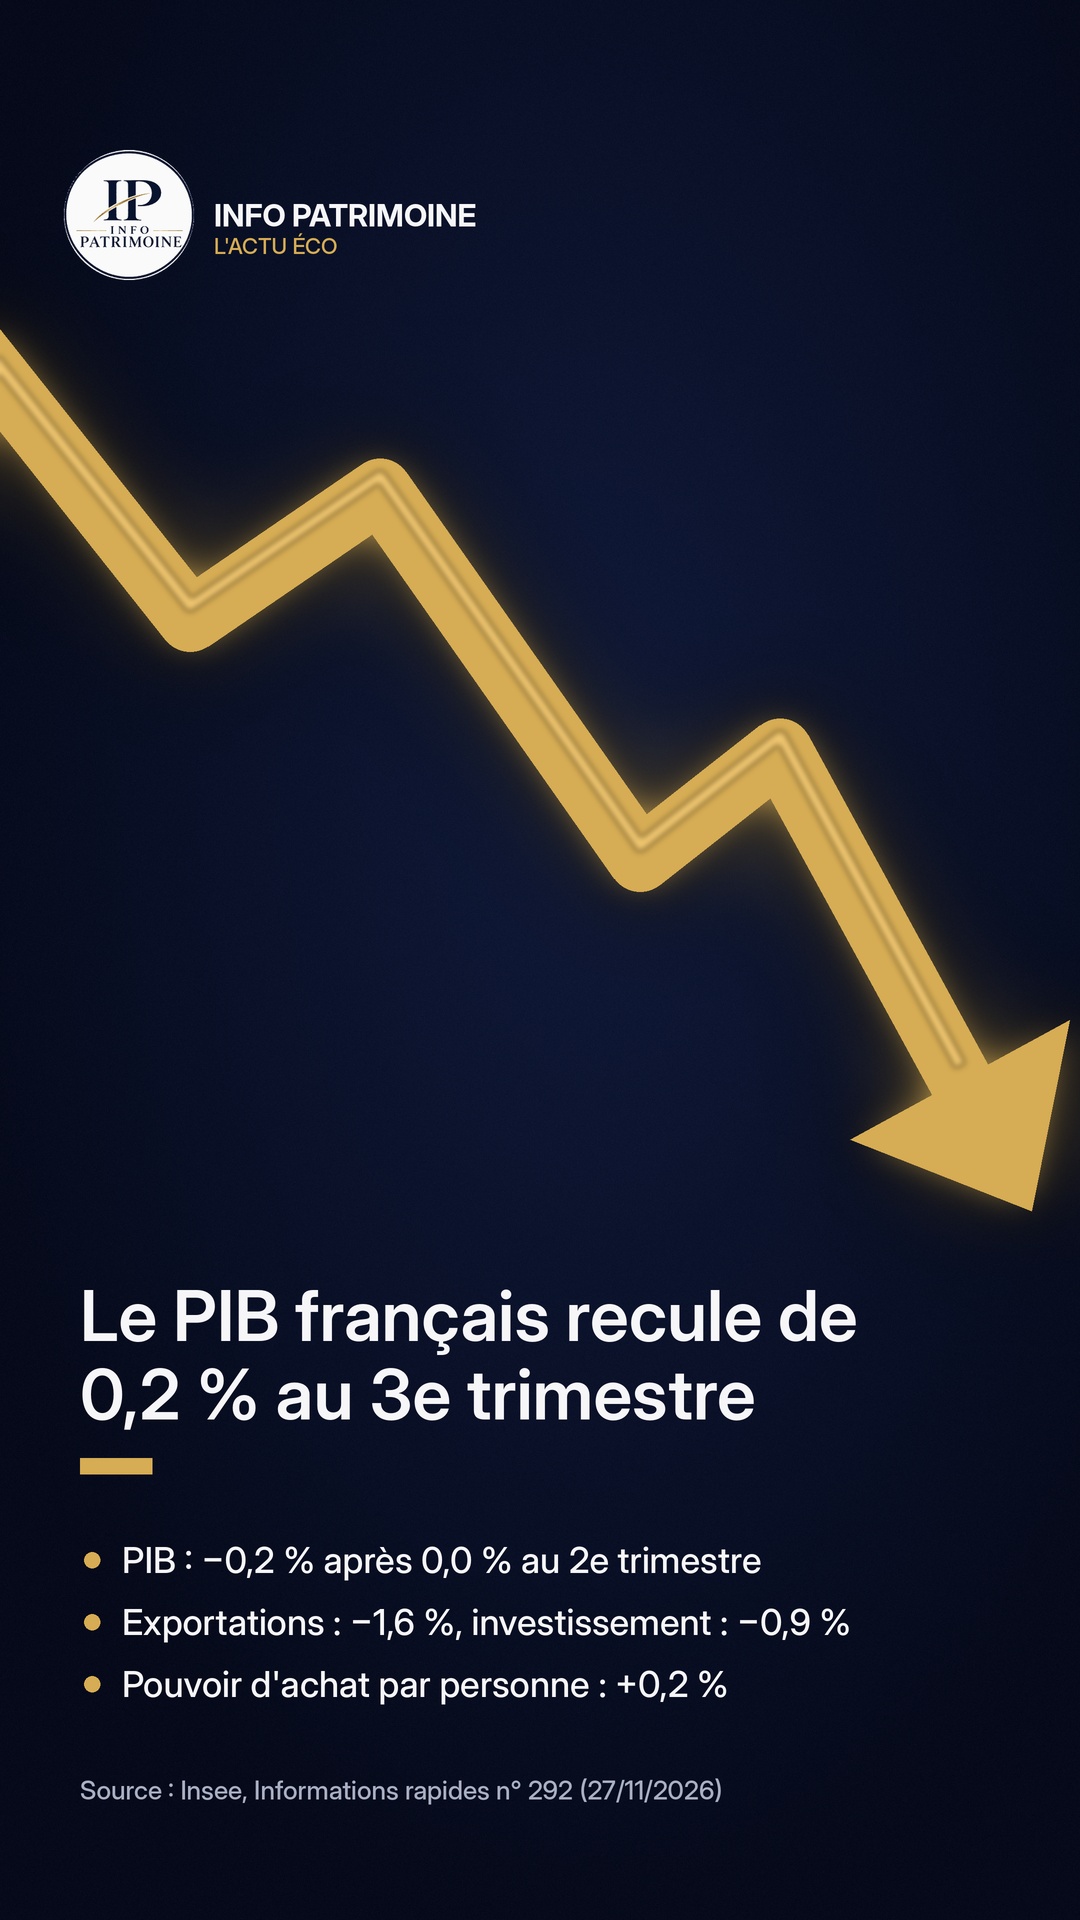 IP
INFO
PATRIMOINE
INFO PATRIMOINE
L'ACTU ÉCO
Le PIB français recule de
0,2 % au 3e trimestre
PIB : −0,2 % après 0,0 % au 2e trimestre
Exportations : −1,6 %, investissement : −0,9 %
Pouvoir d'achat par personne : +0,2 %
Source : Insee, Informations rapides n° 292 (27/11/2026)